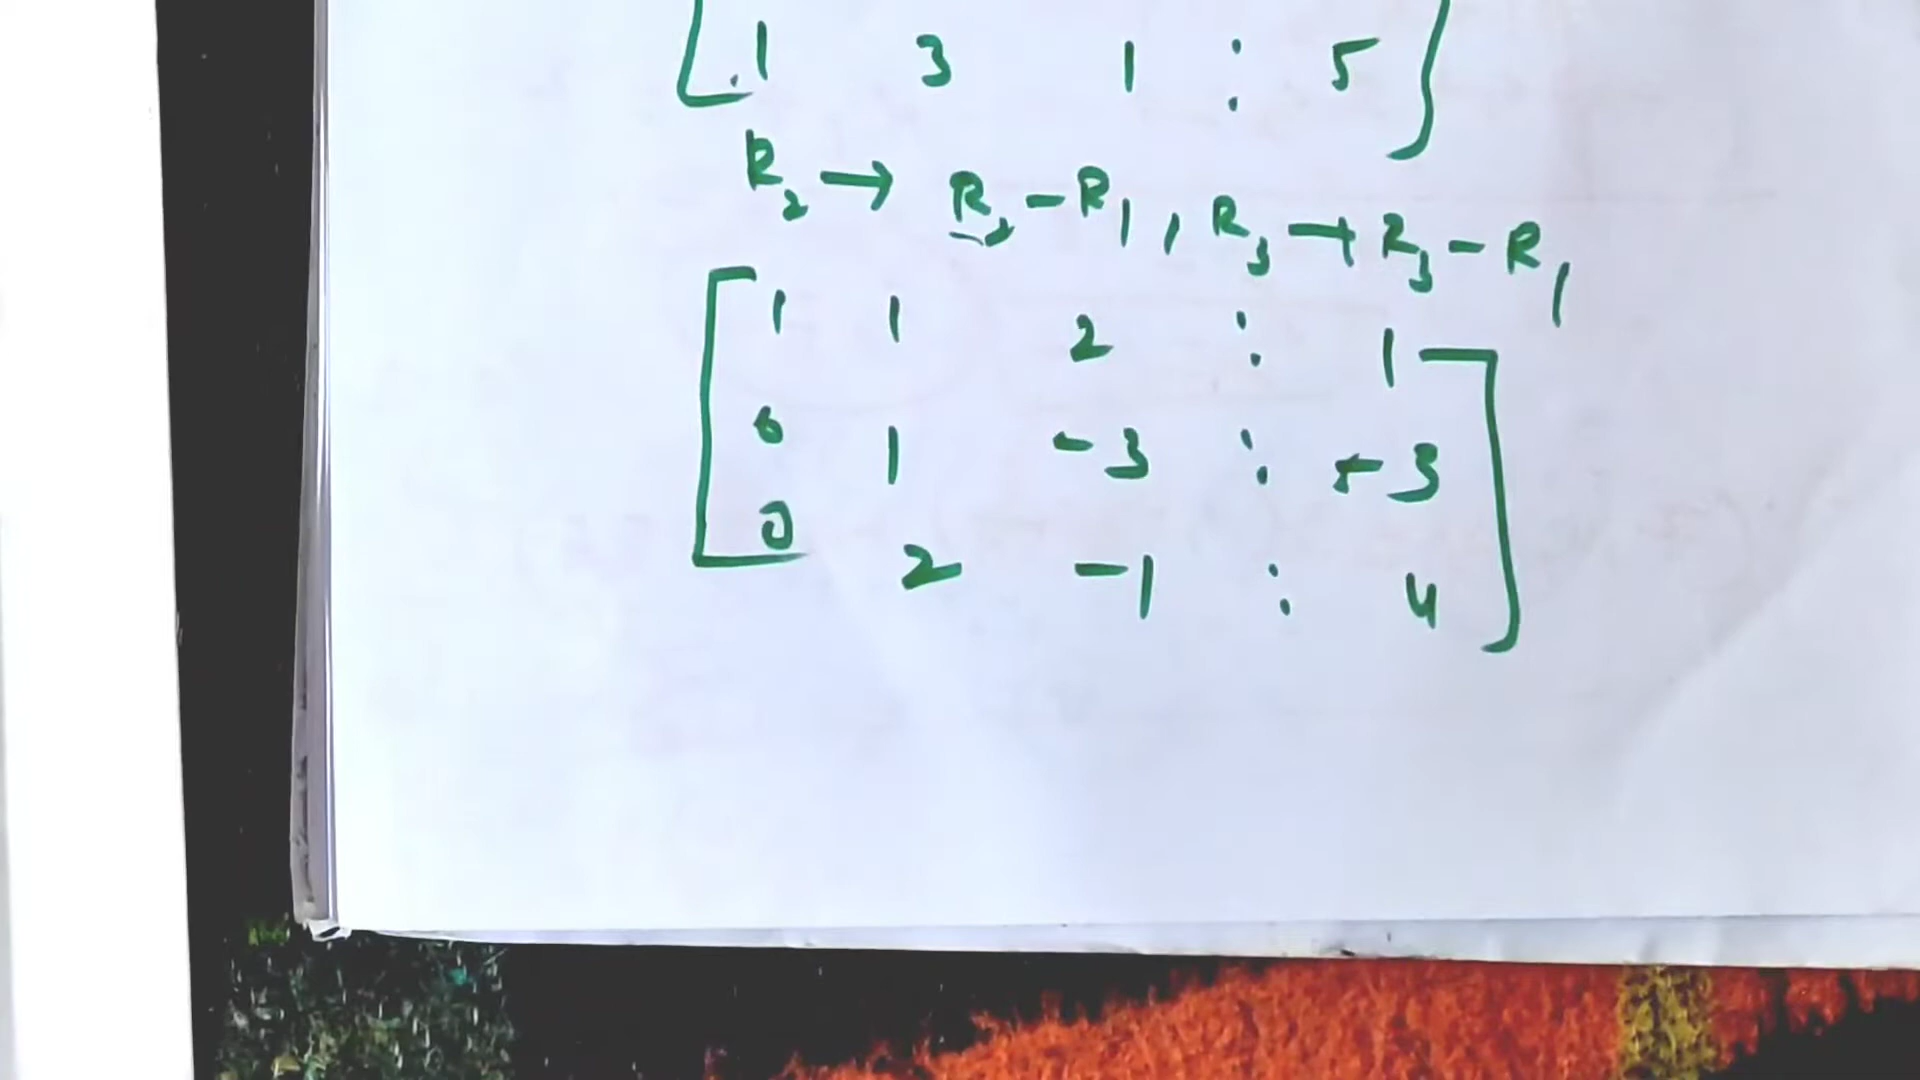 1 3 1 : 5
R2 → R2 - R1, R3 → R3 - R1
1 1 2 : 1
0 1 -3 : -3
0 2 -1 : 4